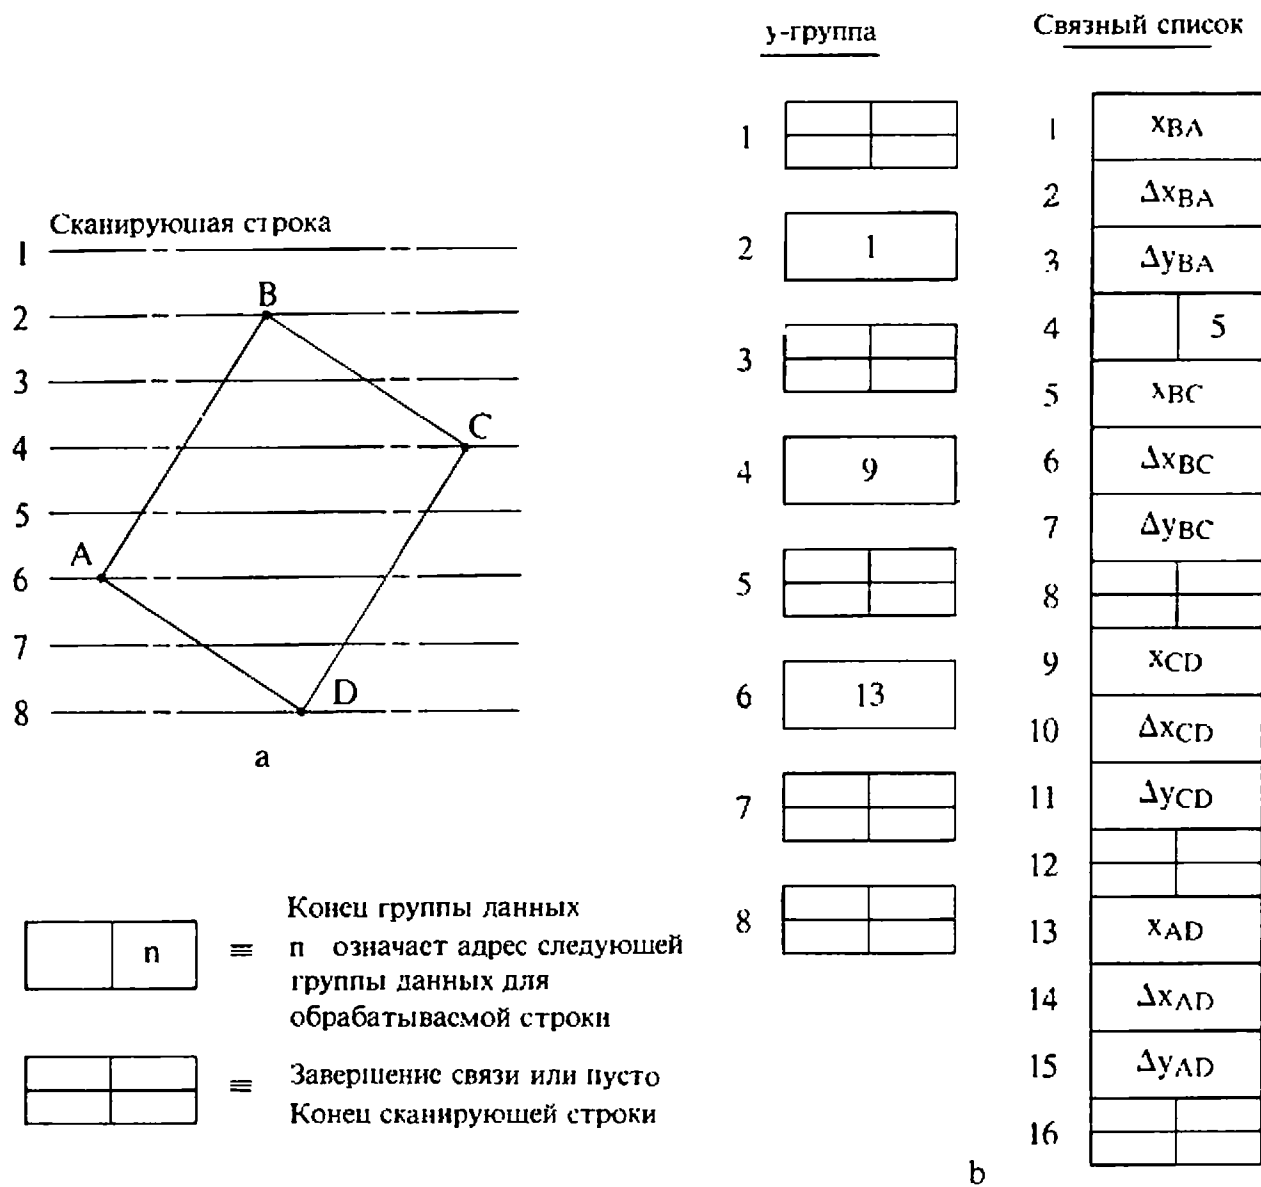 Сканирующая строка
1
2
3
4
5
6
7
8
B
C
A
D
a
n
≡
Конец группы данных
n означает адрес следующей
группы данных для
обрабатываемой строки
≡
Завершение связи или пусто
Конец сканирующей строки
y-группа
1
2 1
3
4 9
5
6 13
7
8
Связный список
1 xBA
2 ΔxBA
3 ΔyBA
4 5
5 xBC
6 ΔxBC
7 ΔyBC
8
9 xCD
10 ΔxCD
11 ΔyCD
12
13 xAD
14 ΔxAD
15 ΔyAD
16
b